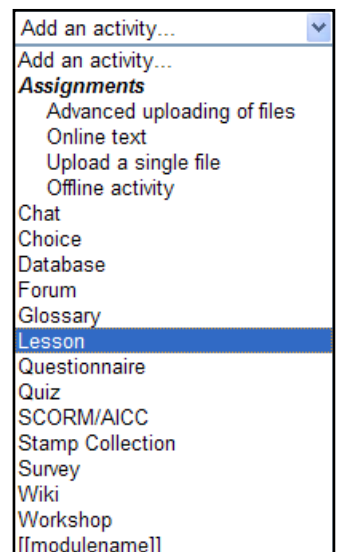 Add an activity...
Add an activity...
Assignments
Advanced uploading of files
Online text
Upload a single file
Offline activity
Chat
Choice
Database
Forum
Glossary
Lesson
Questionnaire
Quiz
SCORM/AICC
Stamp Collection
Survey
Wiki
Workshop
[[modulename]]